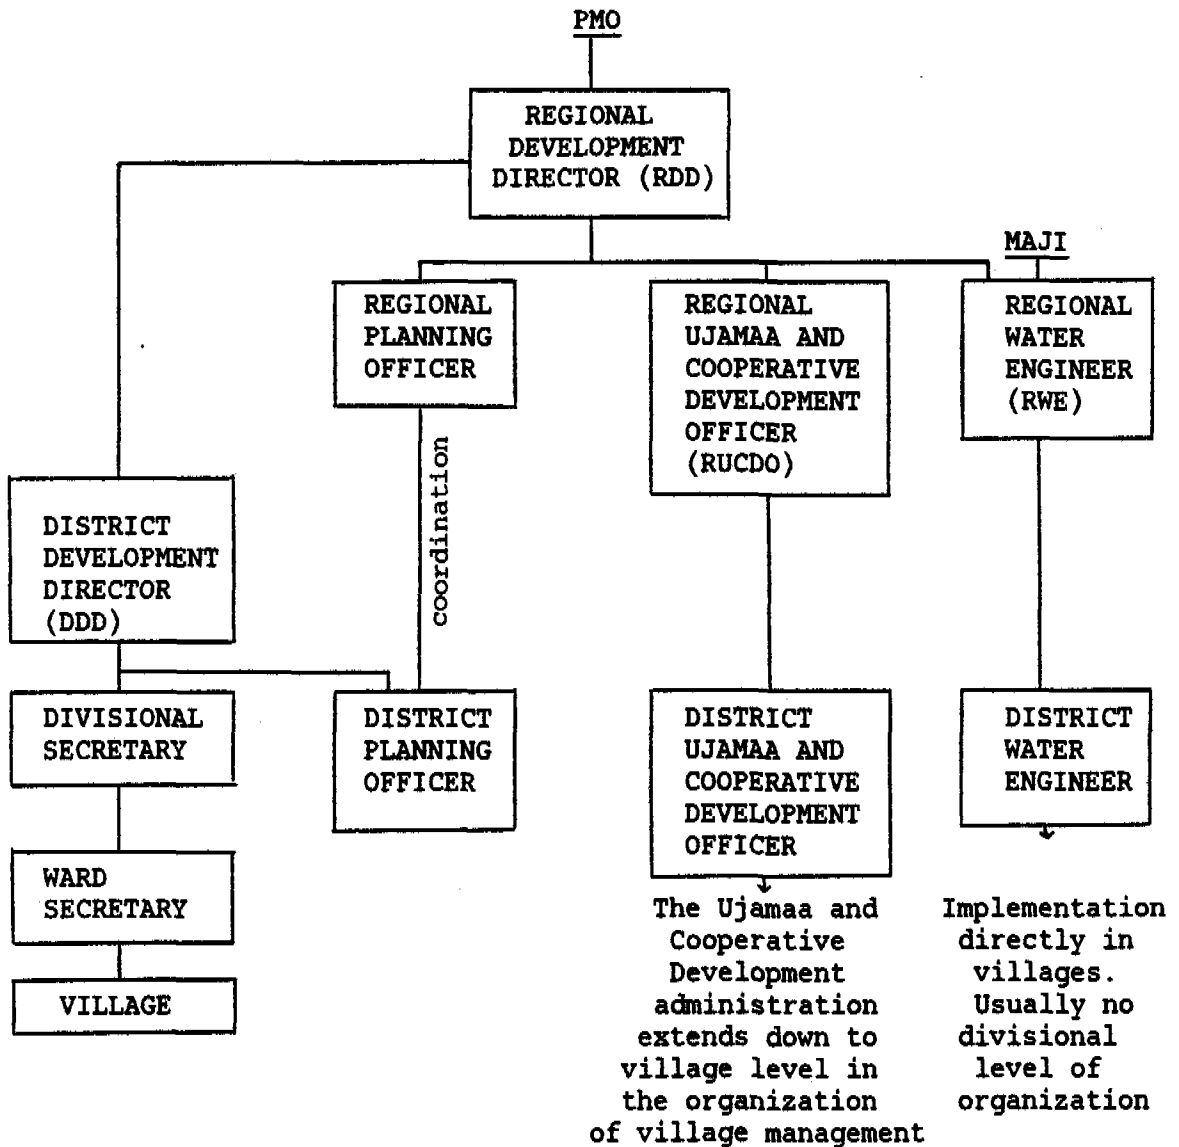 PMO
REGIONAL
DEVELOPMENT
DIRECTOR (RDD)
MAJI
REGIONAL
PLANNING
OFFICER
REGIONAL
UJAMAA AND
COOPERATIVE
DEVELOPMENT
OFFICER
(RUCDO)
REGIONAL
WATER
ENGINEER
(RWE)
coordination
DISTRICT
DEVELOPMENT
DIRECTOR
(DDD)
DIVISIONAL
SECRETARY
DISTRICT
PLANNING
OFFICER
DISTRICT
UJAMAA AND
COOPERATIVE
DEVELOPMENT
OFFICER
DISTRICT
WATER
ENGINEER
WARD
SECRETARY
VILLAGE
The Ujamaa and
Cooperative
Development
administration
extends down to
village level in
the organization
of village management
Implementation
directly in
villages.
Usually no
divisional
level of
organization